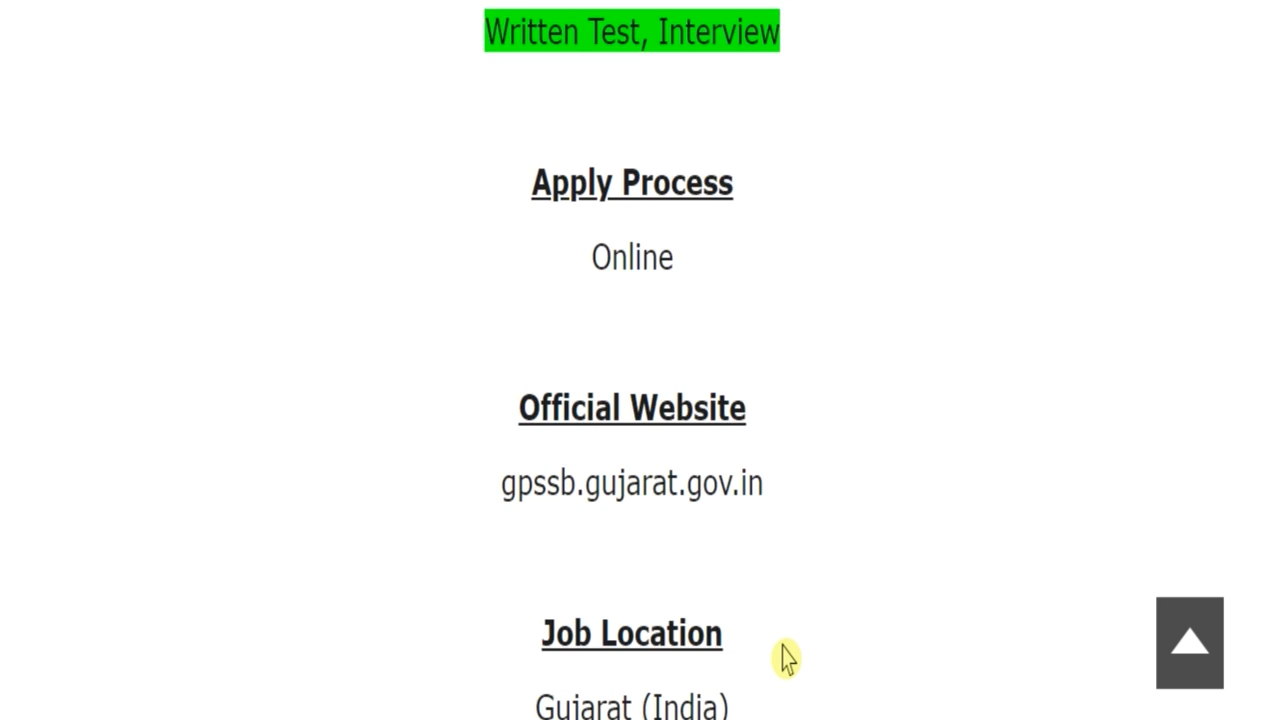 Written Test, Interview
Apply Process
Online
Official Website
gpssb.gujarat.gov.in
Job Location
Gujarat (India)